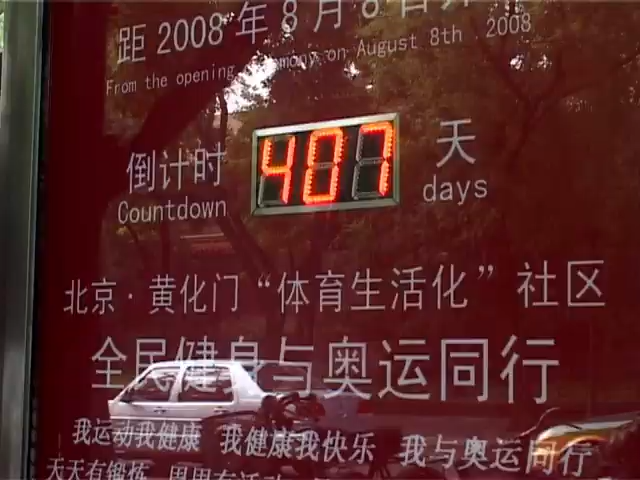 距 2008 年 8 月 8 日
From the opening ceremony on August 8th . 2008
倒计时 407 天
Countdown days
北京·黄化门“体育生活化”社区
全民健身与奥运同行
我运动我健康 我健康我快乐 我与奥运同行
天天有锻炼 周周有活动